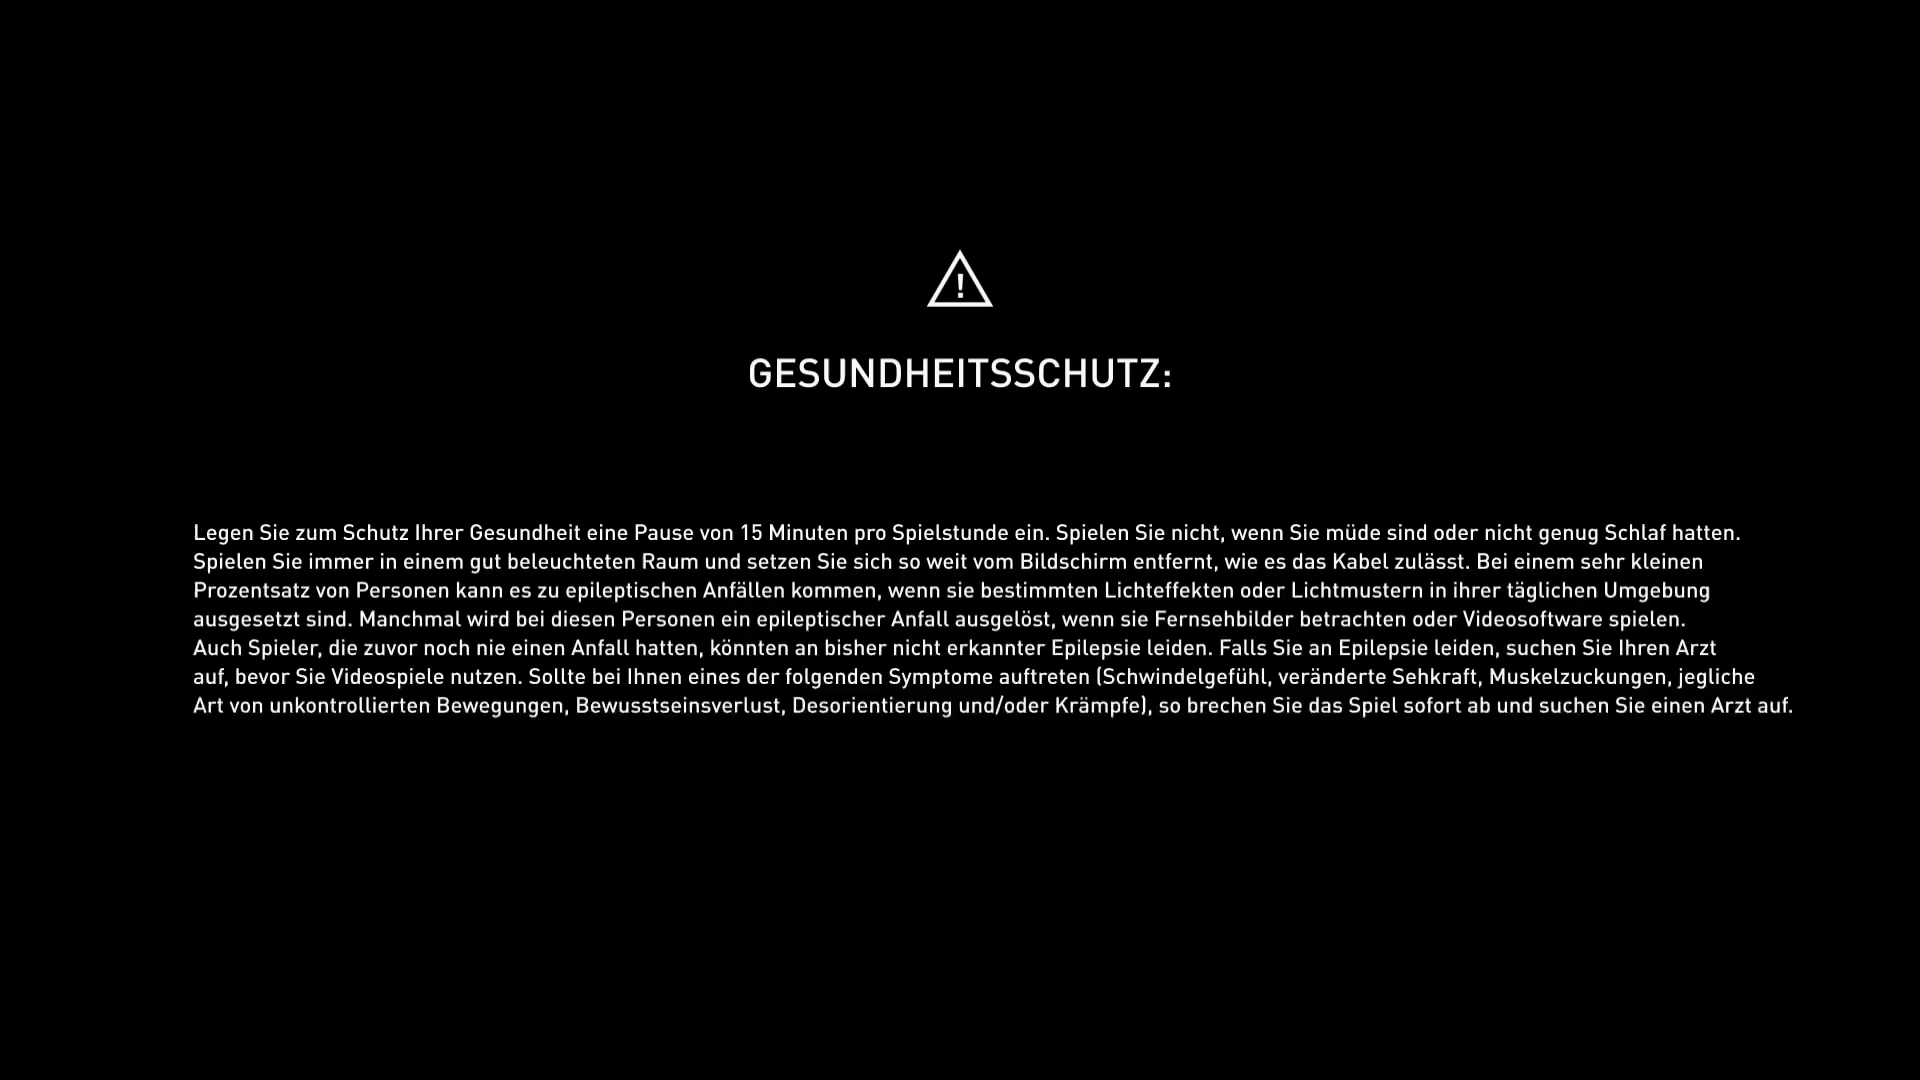 GESUNDHEITSSCHUTZ:
Legen Sie zum Schutz Ihrer Gesundheit eine Pause von 15 Minuten pro Spielstunde ein. Spielen Sie nicht, wenn Sie müde sind oder nicht genug Schlaf hatten.
Spielen Sie immer in einem gut beleuchteten Raum und setzen Sie sich so weit vom Bildschirm entfernt, wie es das Kabel zulässt. Bei einem sehr kleinen
Prozentsatz von Personen kann es zu epileptischen Anfällen kommen, wenn sie bestimmten Lichteffekten oder Lichtmustern in ihrer täglichen Umgebung
ausgesetzt sind. Manchmal wird bei diesen Personen ein epileptischer Anfall ausgelöst, wenn sie Fernsehbilder betrachten oder Videosoftware spielen.
Auch Spieler, die zuvor noch nie einen Anfall hatten, könnten an bisher nicht erkannter Epilepsie leiden. Falls Sie an Epilepsie leiden, suchen Sie Ihren Arzt
auf, bevor Sie Videospiele nutzen. Sollte bei Ihnen eines der folgenden Symptome auftreten (Schwindelgefühl, veränderte Sehkraft, Muskelzuckungen, jegliche
Art von unkontrollierten Bewegungen, Bewusstseinsverlust, Desorientierung und/oder Krämpfe), so brechen Sie das Spiel sofort ab und suchen Sie einen Arzt auf.